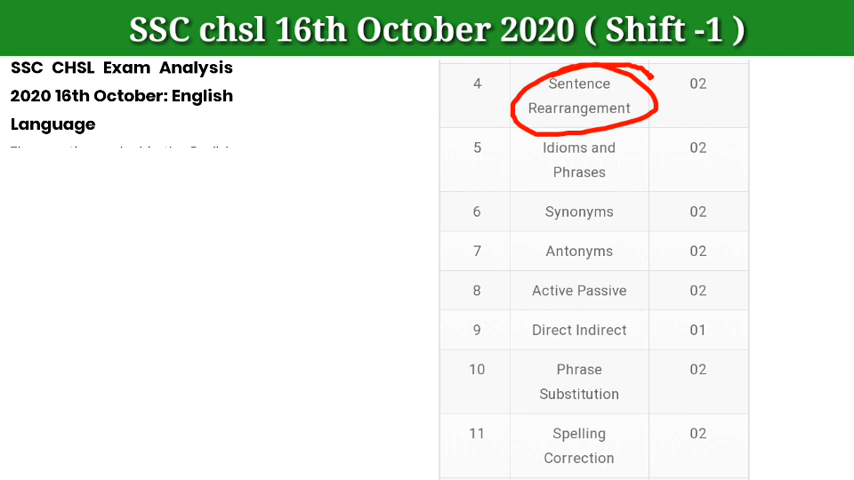 SSC chsl 16th October 2020 ( Shift -1 )
SSC CHSL Exam Analysis
2020 16th October: English
Language
4 Sentence Rearrangement 02
5 Idioms and Phrases 02
6 Synonyms 02
7 Antonyms 02
8 Active Passive 02
9 Direct Indirect 01
10 Phrase Substitution 02
11 Spelling Correction 02